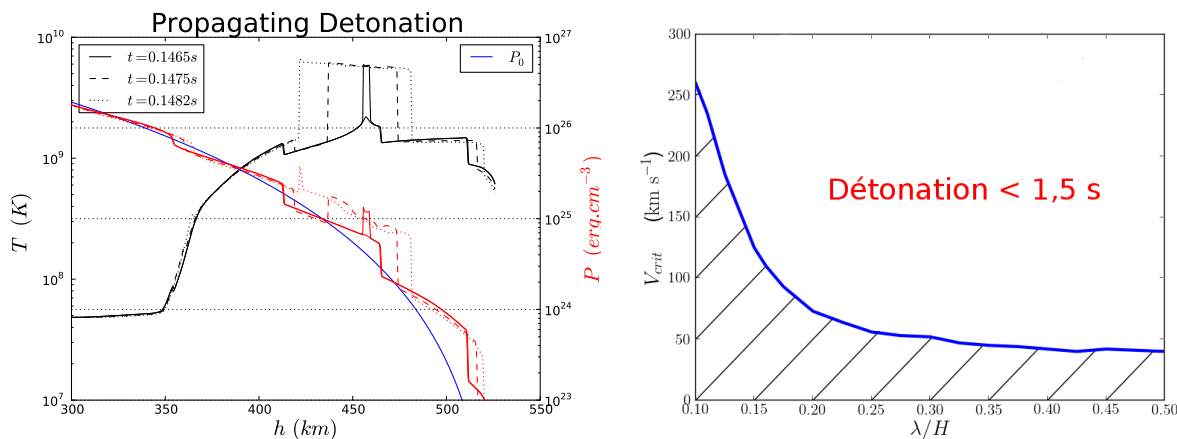 Propagating Detonation
t=0.1465s
t=0.1475s
t=0.1482s
P_0
10^10
10^9
10^8
10^7
T (K)
300
350
400
450
500
550
h (km)
10^27
10^26
10^25
10^24
10^23
P (erg.cm^-3)
300
250
200
150
100
50
0
V_crit (km s^-1)
Détonation < 1,5 s
0.10
0.15
0.20
0.25
0.30
0.35
0.40
0.45
0.50
λ/H